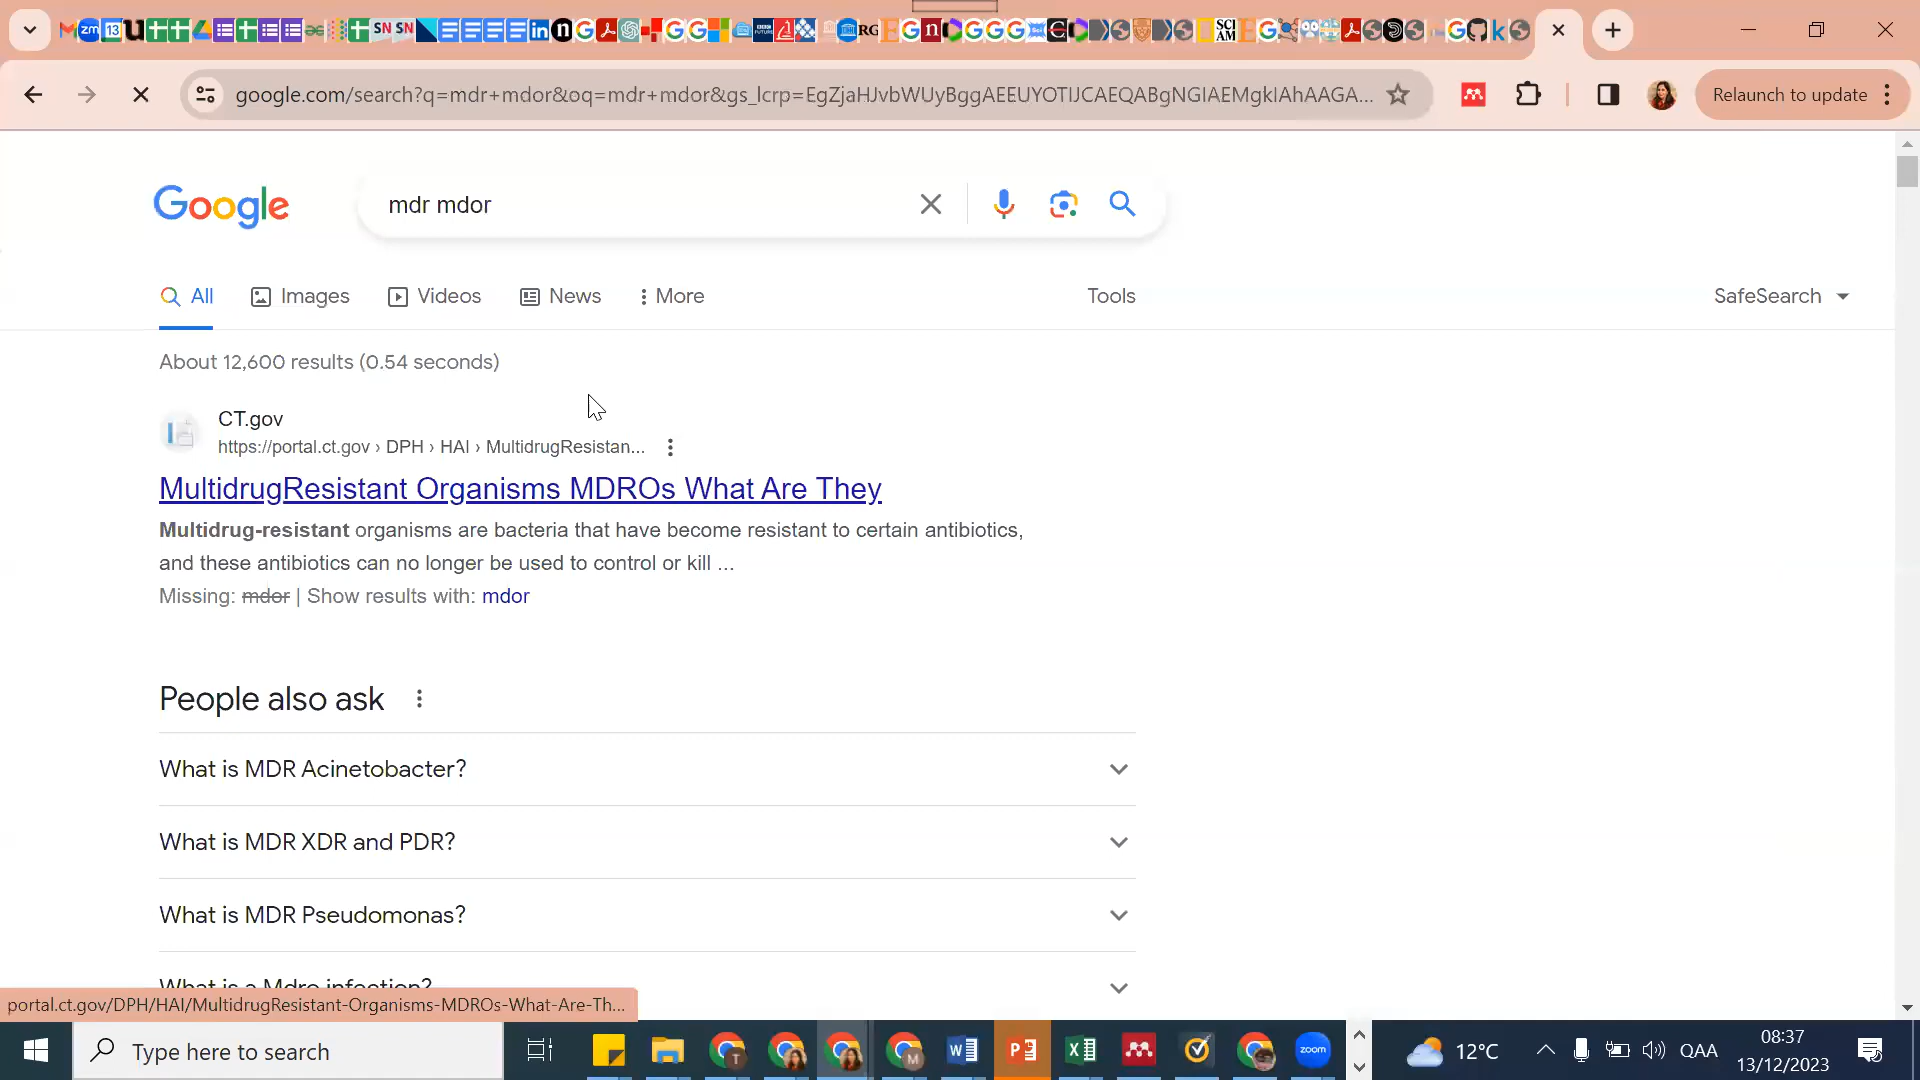 google.com/search?q=mdr+mdor&oq=mdr+mdor&gs_lcrp=EgZjaHJvbWUyBggAEEUYOTIJCAEQABgNGIAEMgkIAhAAGA...
Relaunch to update
Google
mdr mdor
All
Images
Videos
News
More
Tools
SafeSearch
About 12,600 results (0.54 seconds)
CT.gov
https://portal.ct.gov › DPH › HAI › MultidrugResistan...
MultidrugResistant Organisms MDROs What Are They
Multidrug-resistant organisms are bacteria that have become resistant to certain antibiotics,
and these antibiotics can no longer be used to control or kill ...
Missing: mdor | Show results with: mdor
People also ask
What is MDR Acinetobacter?
What is MDR XDR and PDR?
What is MDR Pseudomonas?
What is a Mdro infection?
portal.ct.gov/DPH/HAI/MultidrugResistant-Organisms-MDROs-What-Are-Th...
Type here to search
zoom
12°C
QAA
08:37
13/12/2023